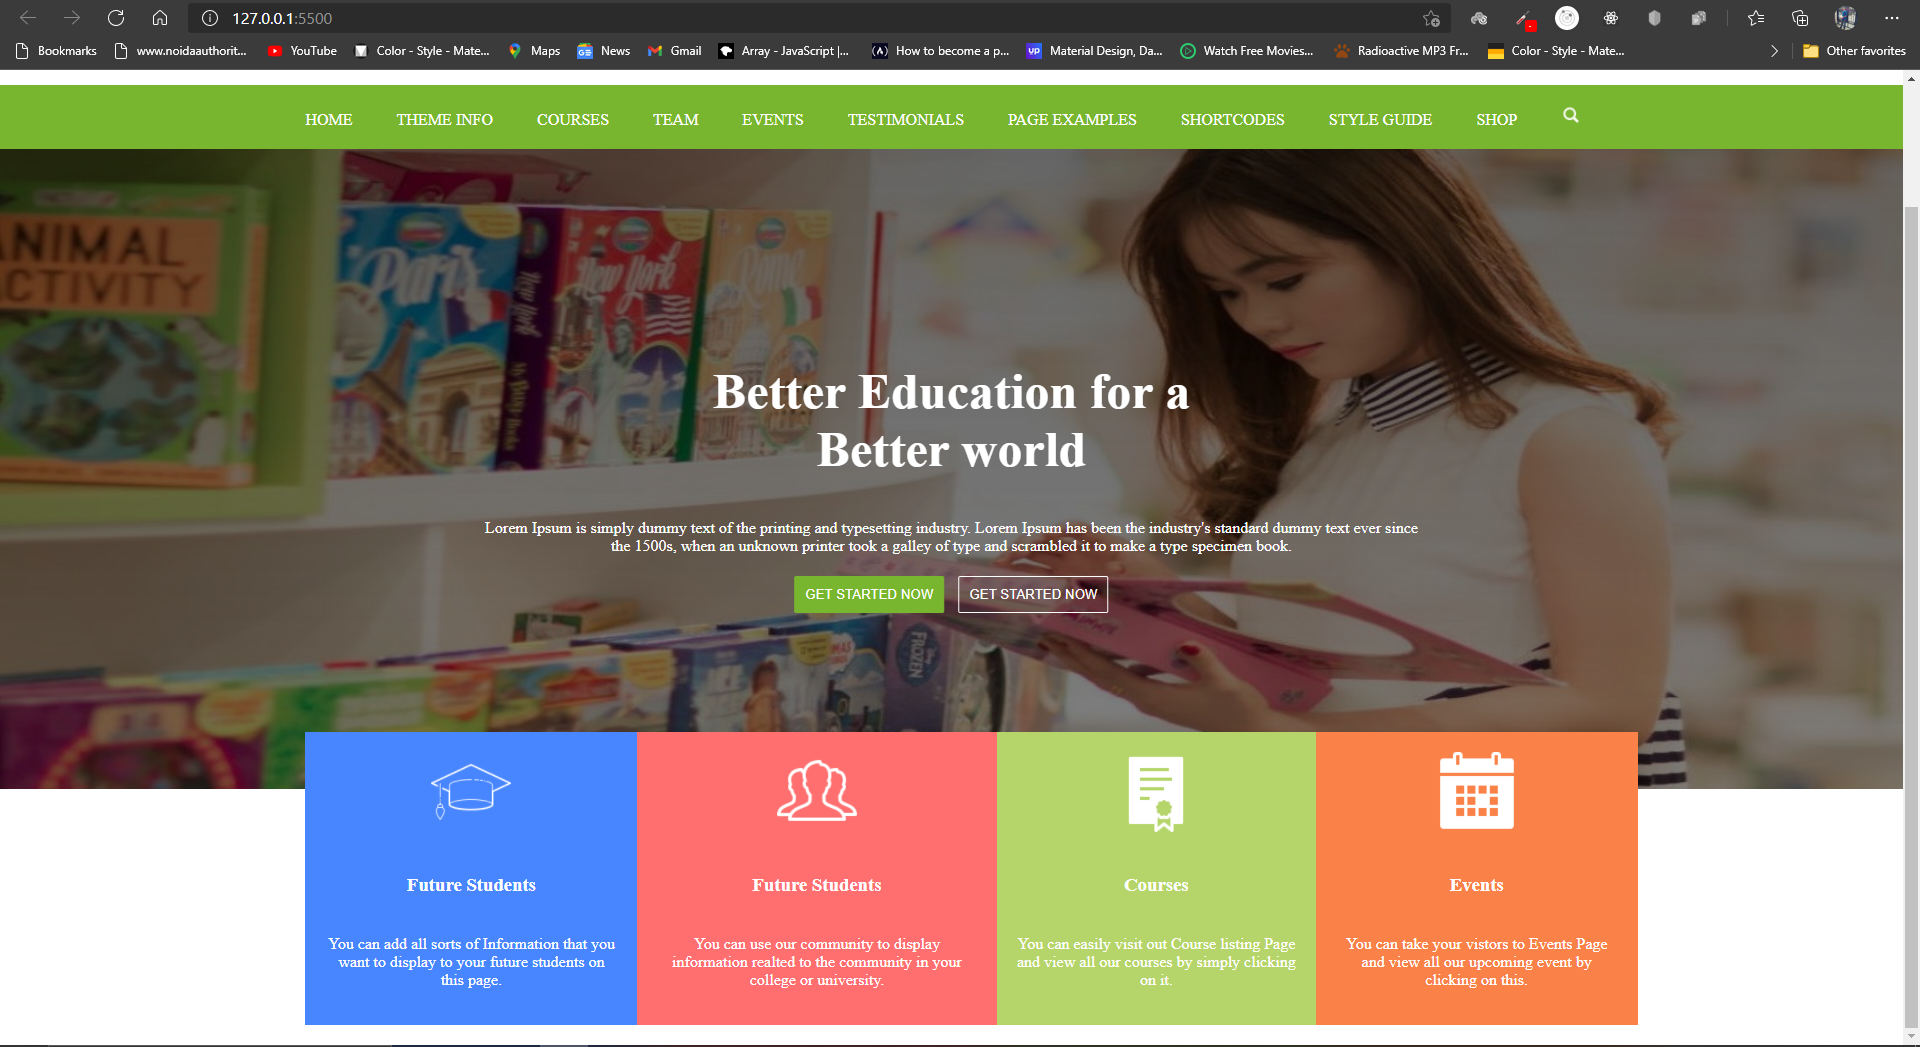 127.0.0.1:5500
Bookmarks
www.noidaauthorit...
YouTube
Color - Style - Mate...
Maps
News
Gmail
Array - JavaScript |...
How to become a p...
Material Design, Da...
Watch Free Movies...
Radioactive MP3 Fr...
Color - Style - Mate...
Other favorites
HOME
THEME INFO
COURSES
TEAM
EVENTS
TESTIMONIALS
PAGE EXAMPLES
SHORTCODES
STYLE GUIDE
SHOP
ANIMAL
ACTIVITY
Paris
New York
New York
Rome
Better Education for a
Better world
Lorem Ipsum is simply dummy text of the printing and typesetting industry. Lorem Ipsum has been the industry's standard dummy text ever since
the 1500s, when an unknown printer took a galley of type and scrambled it to make a type specimen book.
GET STARTED NOW
GET STARTED NOW
FROZEN
Future Students
You can add all sorts of Information that you
want to display to your future students on
this page.
Future Students
You can use our community to display
information realted to the community in your
college or university.
Courses
You can easily visit out Course listing Page
and view all our courses by simply clicking
on it.
Events
You can take your vistors to Events Page
and view all our upcoming event by
clicking on this.